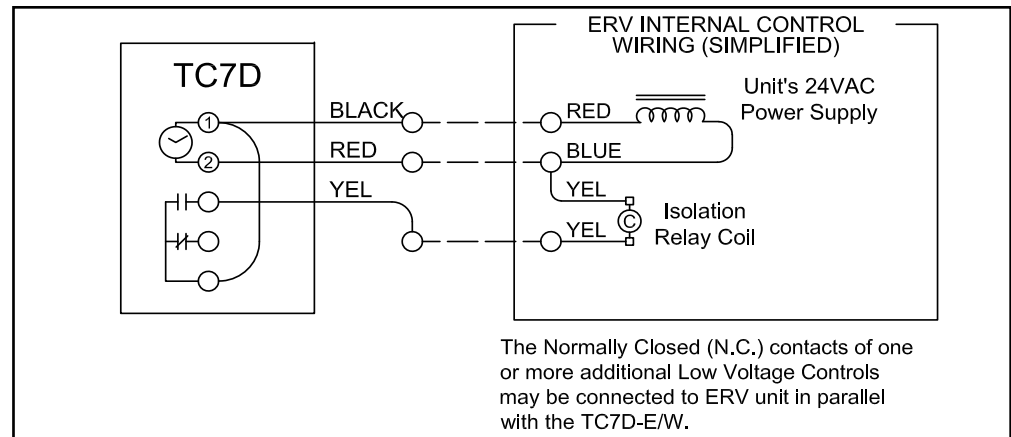 ERV INTERNAL CONTROL
WIRING (SIMPLIFIED)
TC7D
Unit's 24VAC
Power Supply
1
BLACK
RED
2
RED
BLUE
YEL
YEL
C
Isolation
Relay Coil
YEL
The Normally Closed (N.C.) contacts of one
or more additional Low Voltage Controls
may be connected to ERV unit in parallel
with the TC7D-E/W.